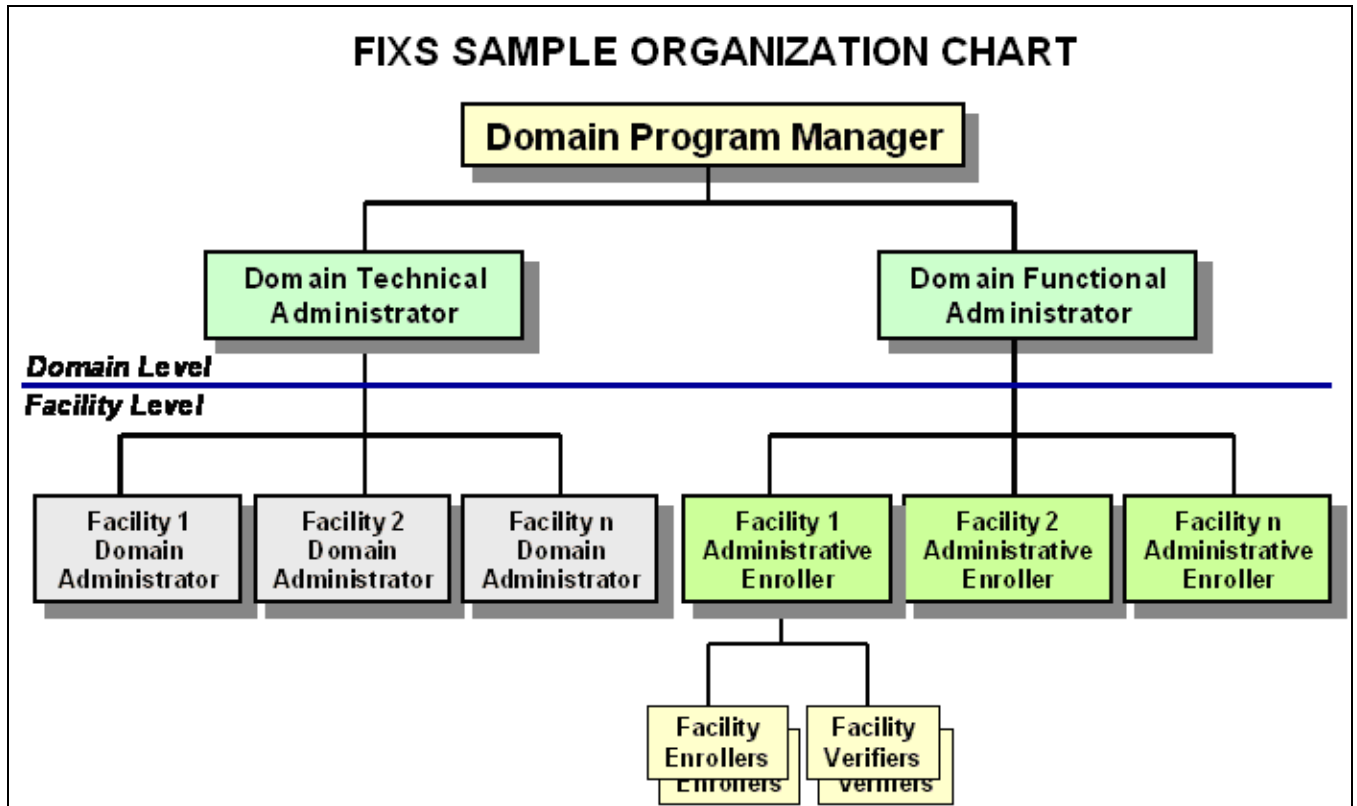 FIXS SAMPLE ORGANIZATION CHART
Domain Program Manager
Domain Technical
Administrator
Domain Functional
Administrator
Domain Level
Facility Level
Facility 1
Domain
Administrator
Facility 2
Domain
Administrator
Facility n
Domain
Administrator
Facility 1
Administrative
Enroller
Facility 2
Administrative
Enroller
Facility n
Administrative
Enroller
Facility
Enrollers
Enrollers
Facility
Verifiers
Verifiers